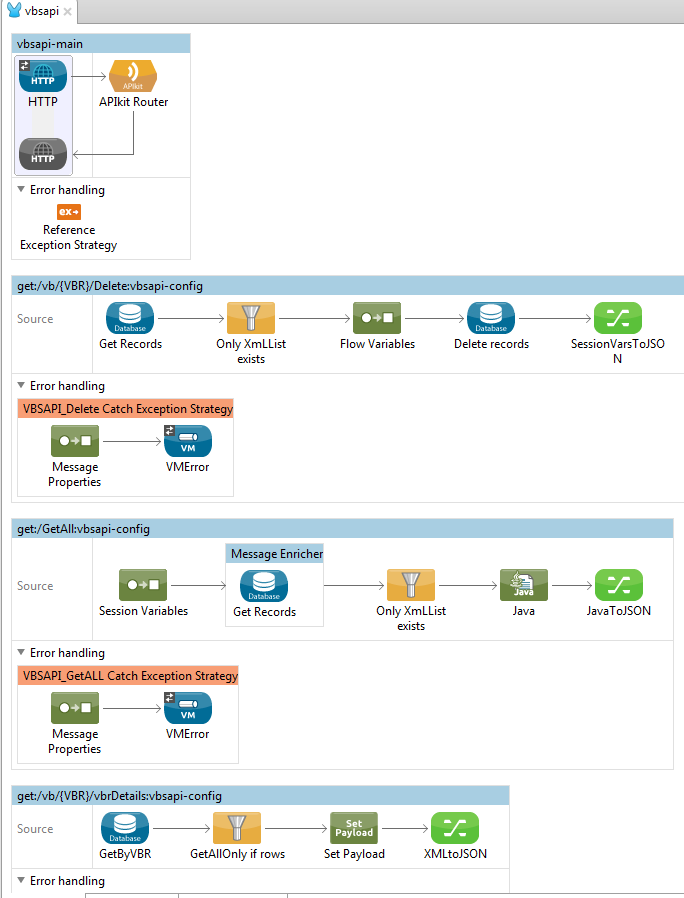 vbsapi
vbsapi-main
HTTP
APIkit
HTTP
APIkit Router
HTTP
Error handling
ex
Reference
Exception Strategy
get:/vb/{VBR}/Delete:vbsapi-config
Source
Database
Database
Get Records
Only XmLList
exists
Flow Variables
Delete records
SessionVarsToJSO
N
Error handling
VBSAPI_Delete Catch Exception Strategy
VM
Message
Properties
VMError
get:/GetAll:vbsapi-config
Message Enricher
Source
Database
Java
Session Variables
Get Records
Only XmLList
exists
Java
JavaToJSON
Error handling
VBSAPI_GetALL Catch Exception Strategy
VM
Message
Properties
VMError
get:/vb/{VBR}/vbrDetails:vbsapi-config
Source
Database
Set
Payload
GetByVBR
GetAllOnly if rows
Set Payload
XMLtoJSON
Error handling